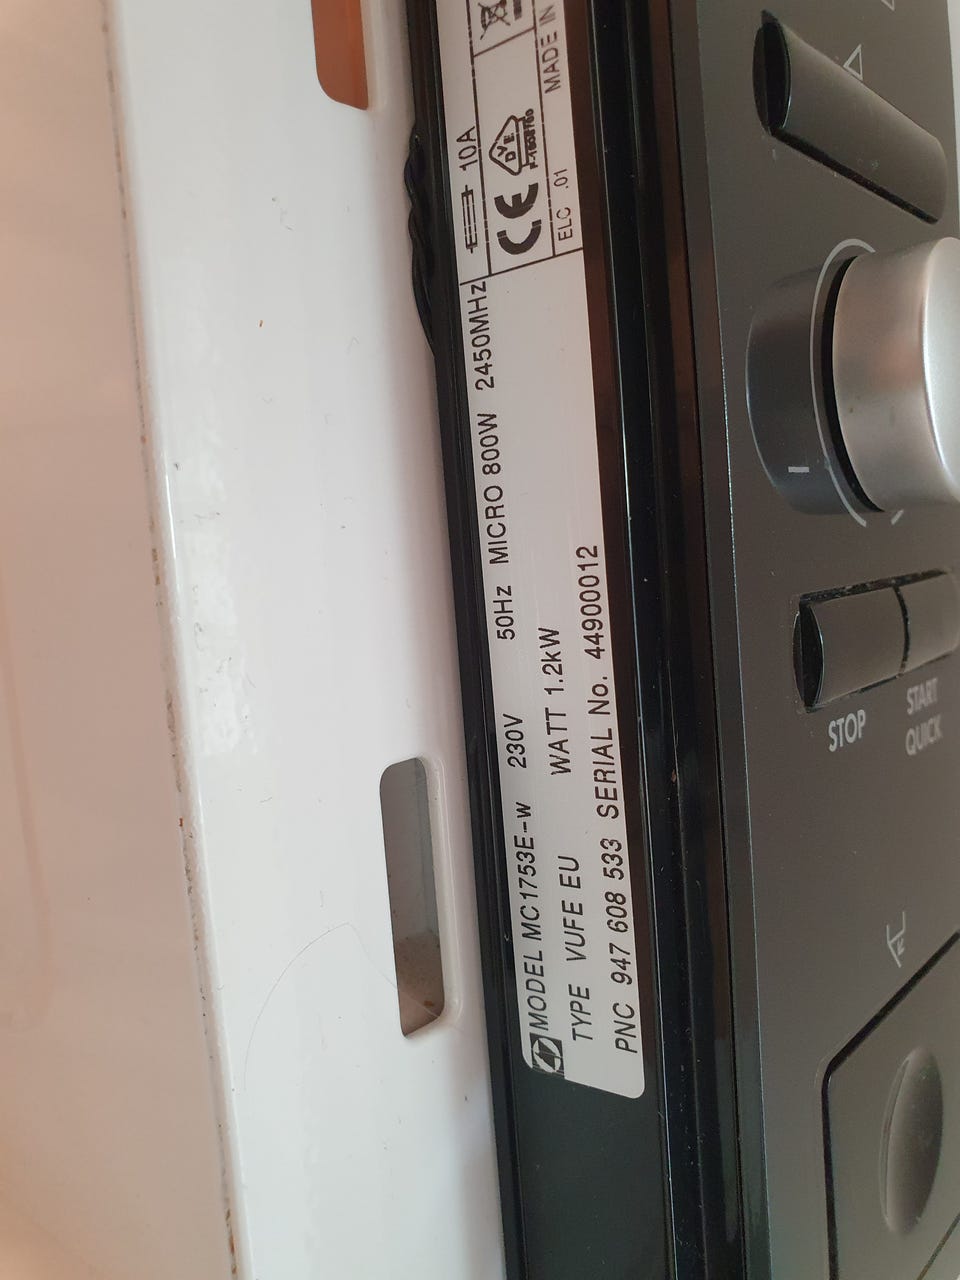 MODEL MC1753E-W 230V 50Hz MICRO 800W 2450MHz
TYPE VUFE EU WATT 1.2kW
PNC 947 608 533 SERIAL No. 44900012
10A
CE DVE
ELC .01 MADE IN
STOP
START
QUICK